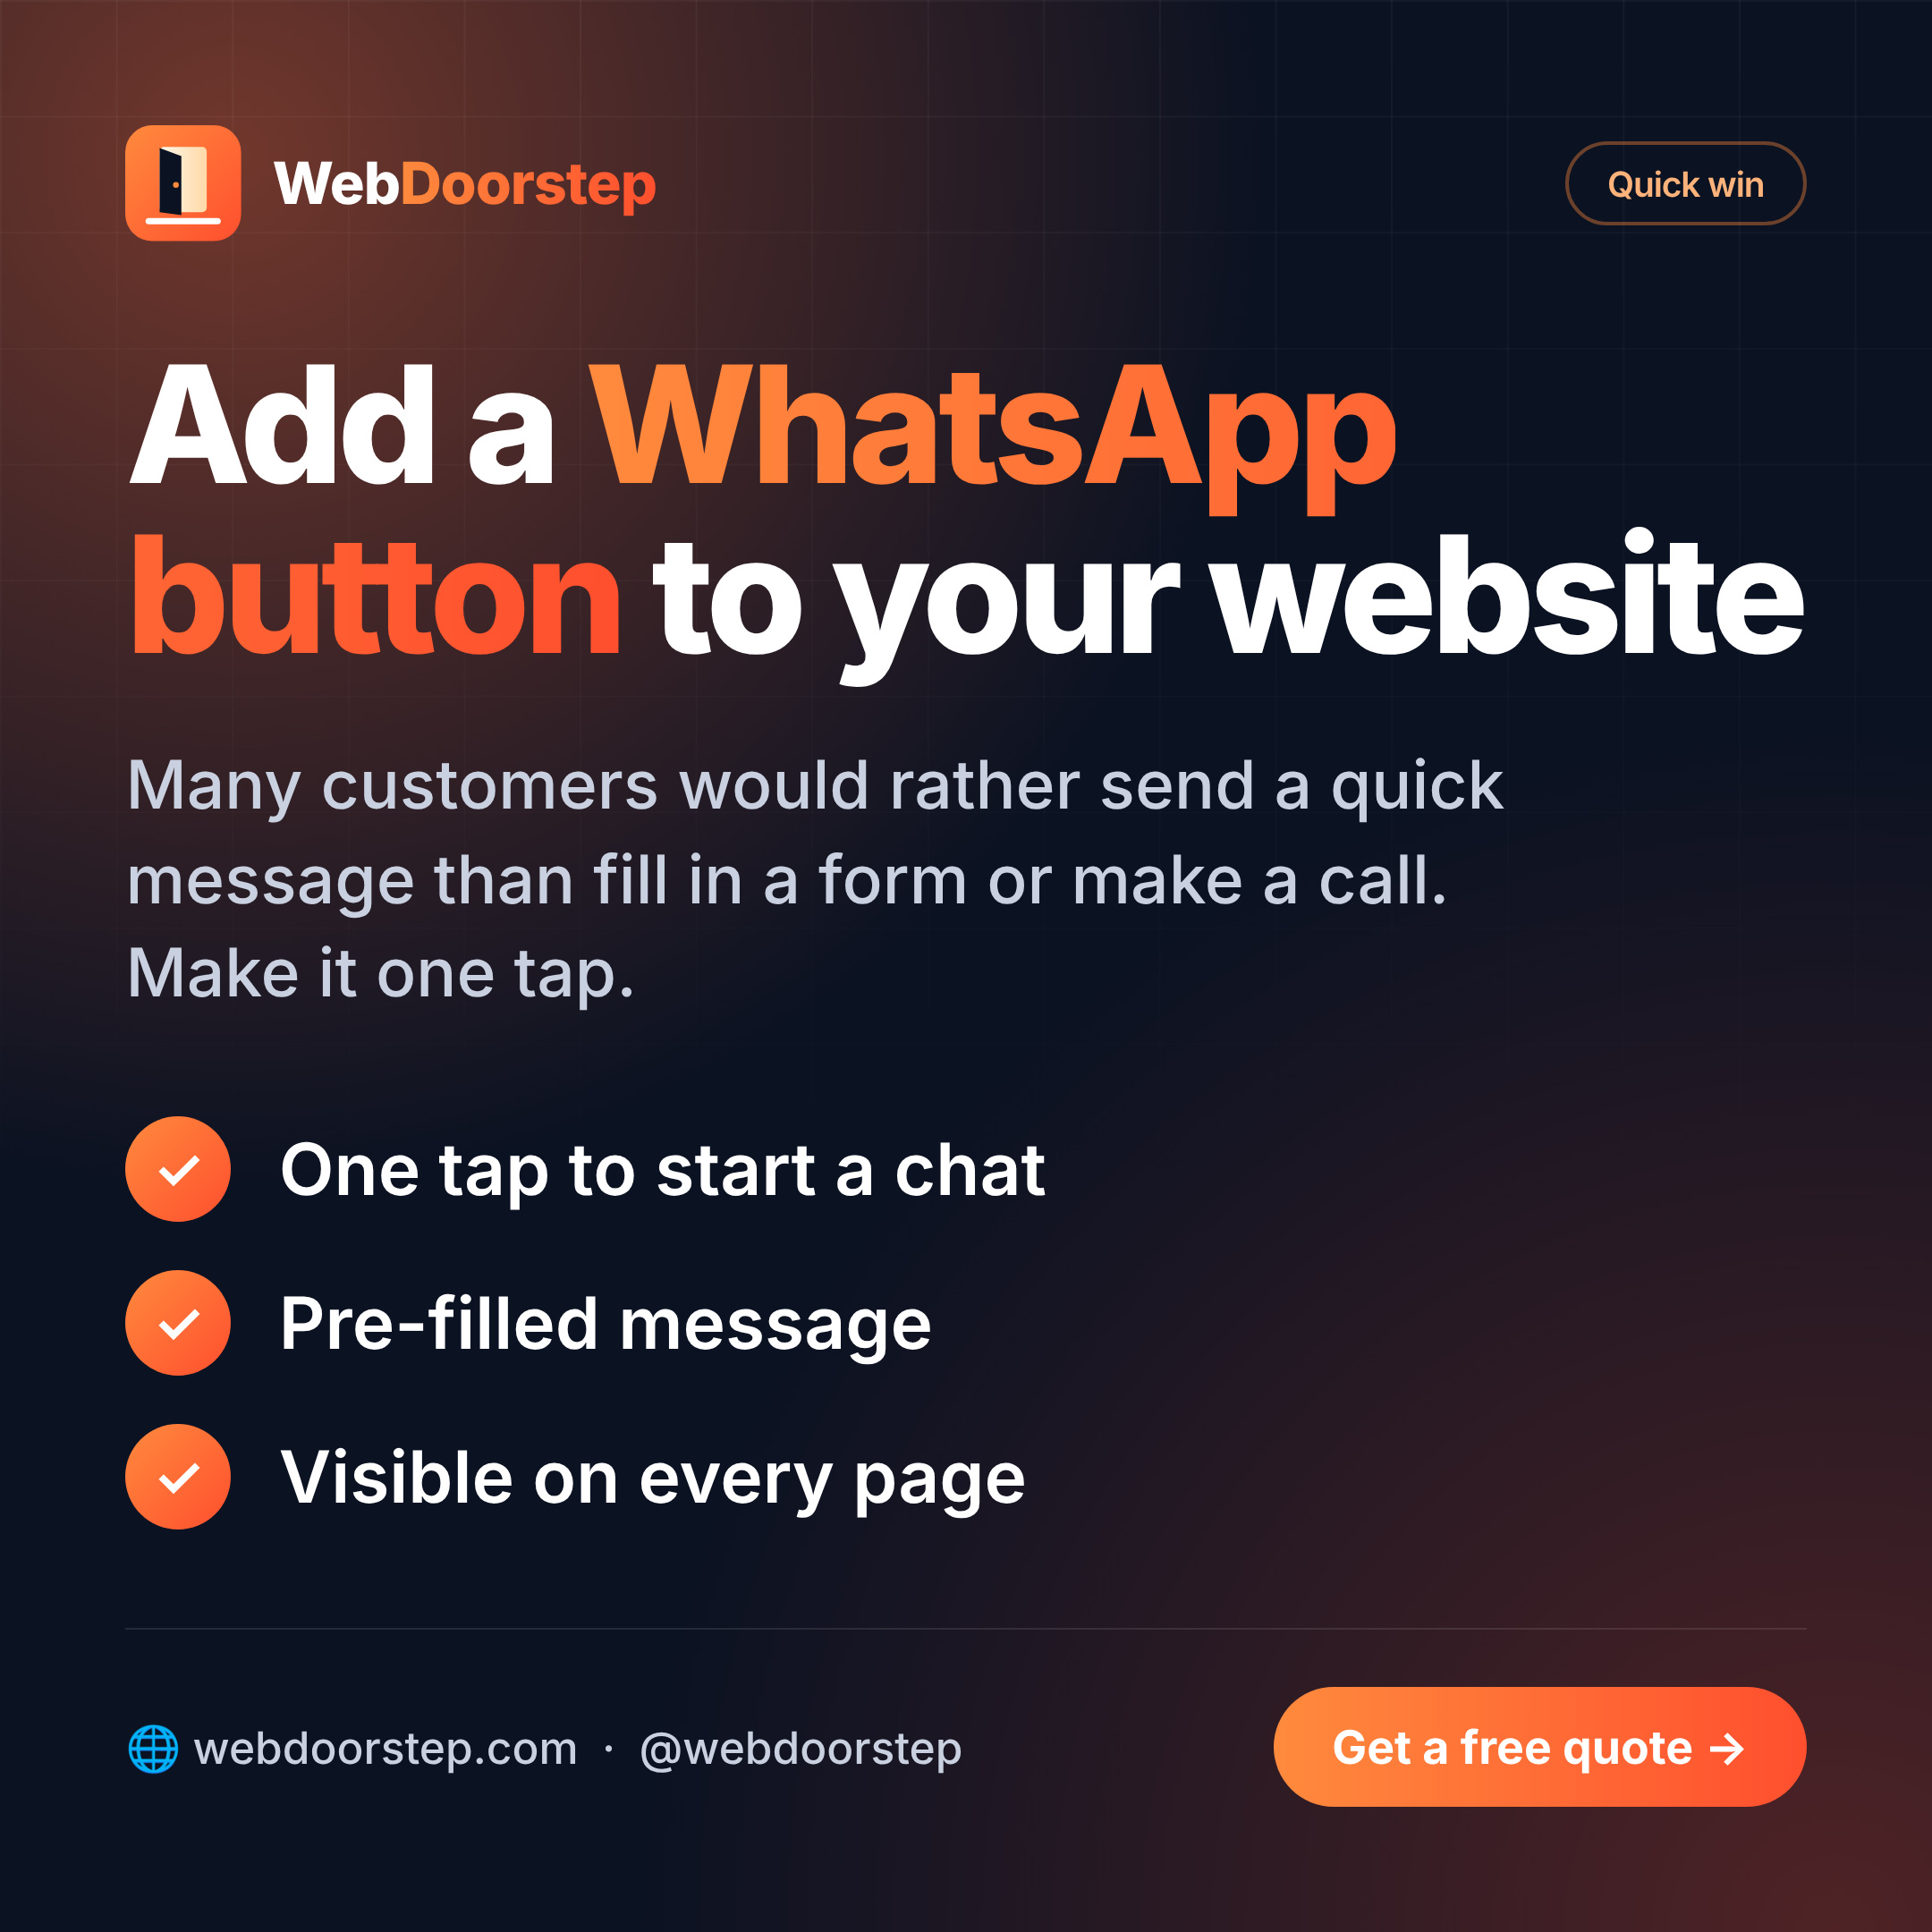 WebDoorstep
Quick win
Add a WhatsApp
button to your website
Many customers would rather send a quick
message than fill in a form or make a call.
Make it one tap.
One tap to start a chat
Pre-filled message
Visible on every page
🌐 webdoorstep.com · @webdoorstep
Get a free quote →